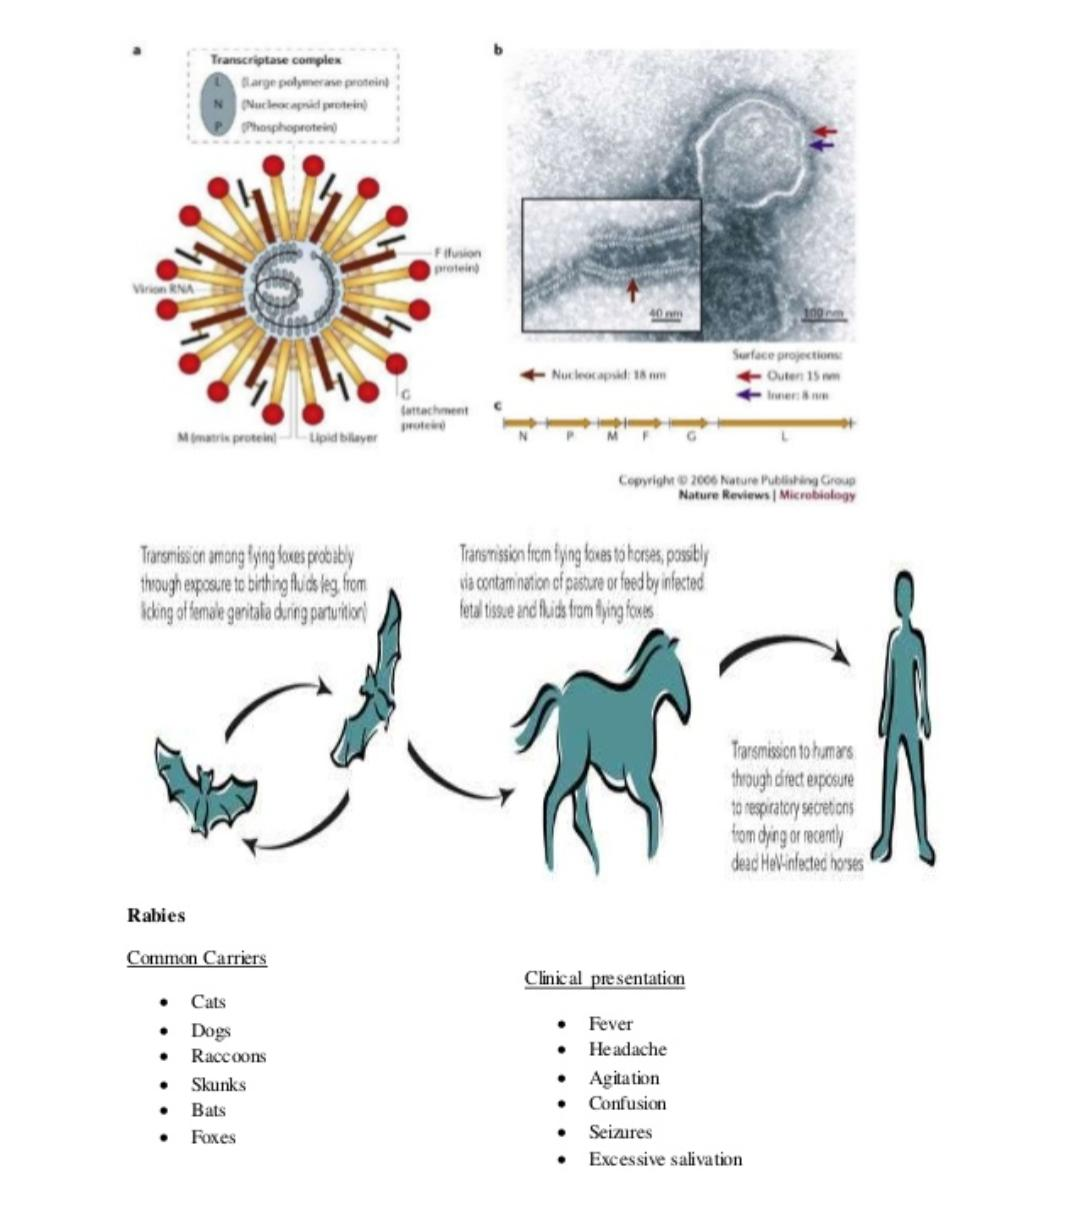 a
Transcriptase complex
L (Large polymerase protein)
N (Nucleocapsid protein)
P (Phosphoprotein)
F (fusion
protein)
Virion RNA
G
(attachment
protein)
M (matrix protein)
Lipid bilayer
b
40 nm
100 nm
Nucleocapsid: 18 nm
Surface projections:
Outer: 15 nm
Inner: 8 nm
c
N P M F G L
Copyright © 2006 Nature Publishing Group
Nature Reviews | Microbiology
Transmission among flying foxes probably
through exposure to birthing fluids (eg, from
licking of female genitalia during parturition)
Transmission from flying foxes to horses, possibly
via contamination of pasture or feed by infected
fetal tissue and fluids from flying foxes
Transmission to humans
through direct exposure
to respiratory secretions
from dying or recently
dead HeV-infected horses
Rabies
Common Carriers
• Cats
• Dogs
• Raccoons
• Skunks
• Bats
• Foxes
Clinical presentation
• Fever
• Headache
• Agitation
• Confusion
• Seizures
• Excessive salivation